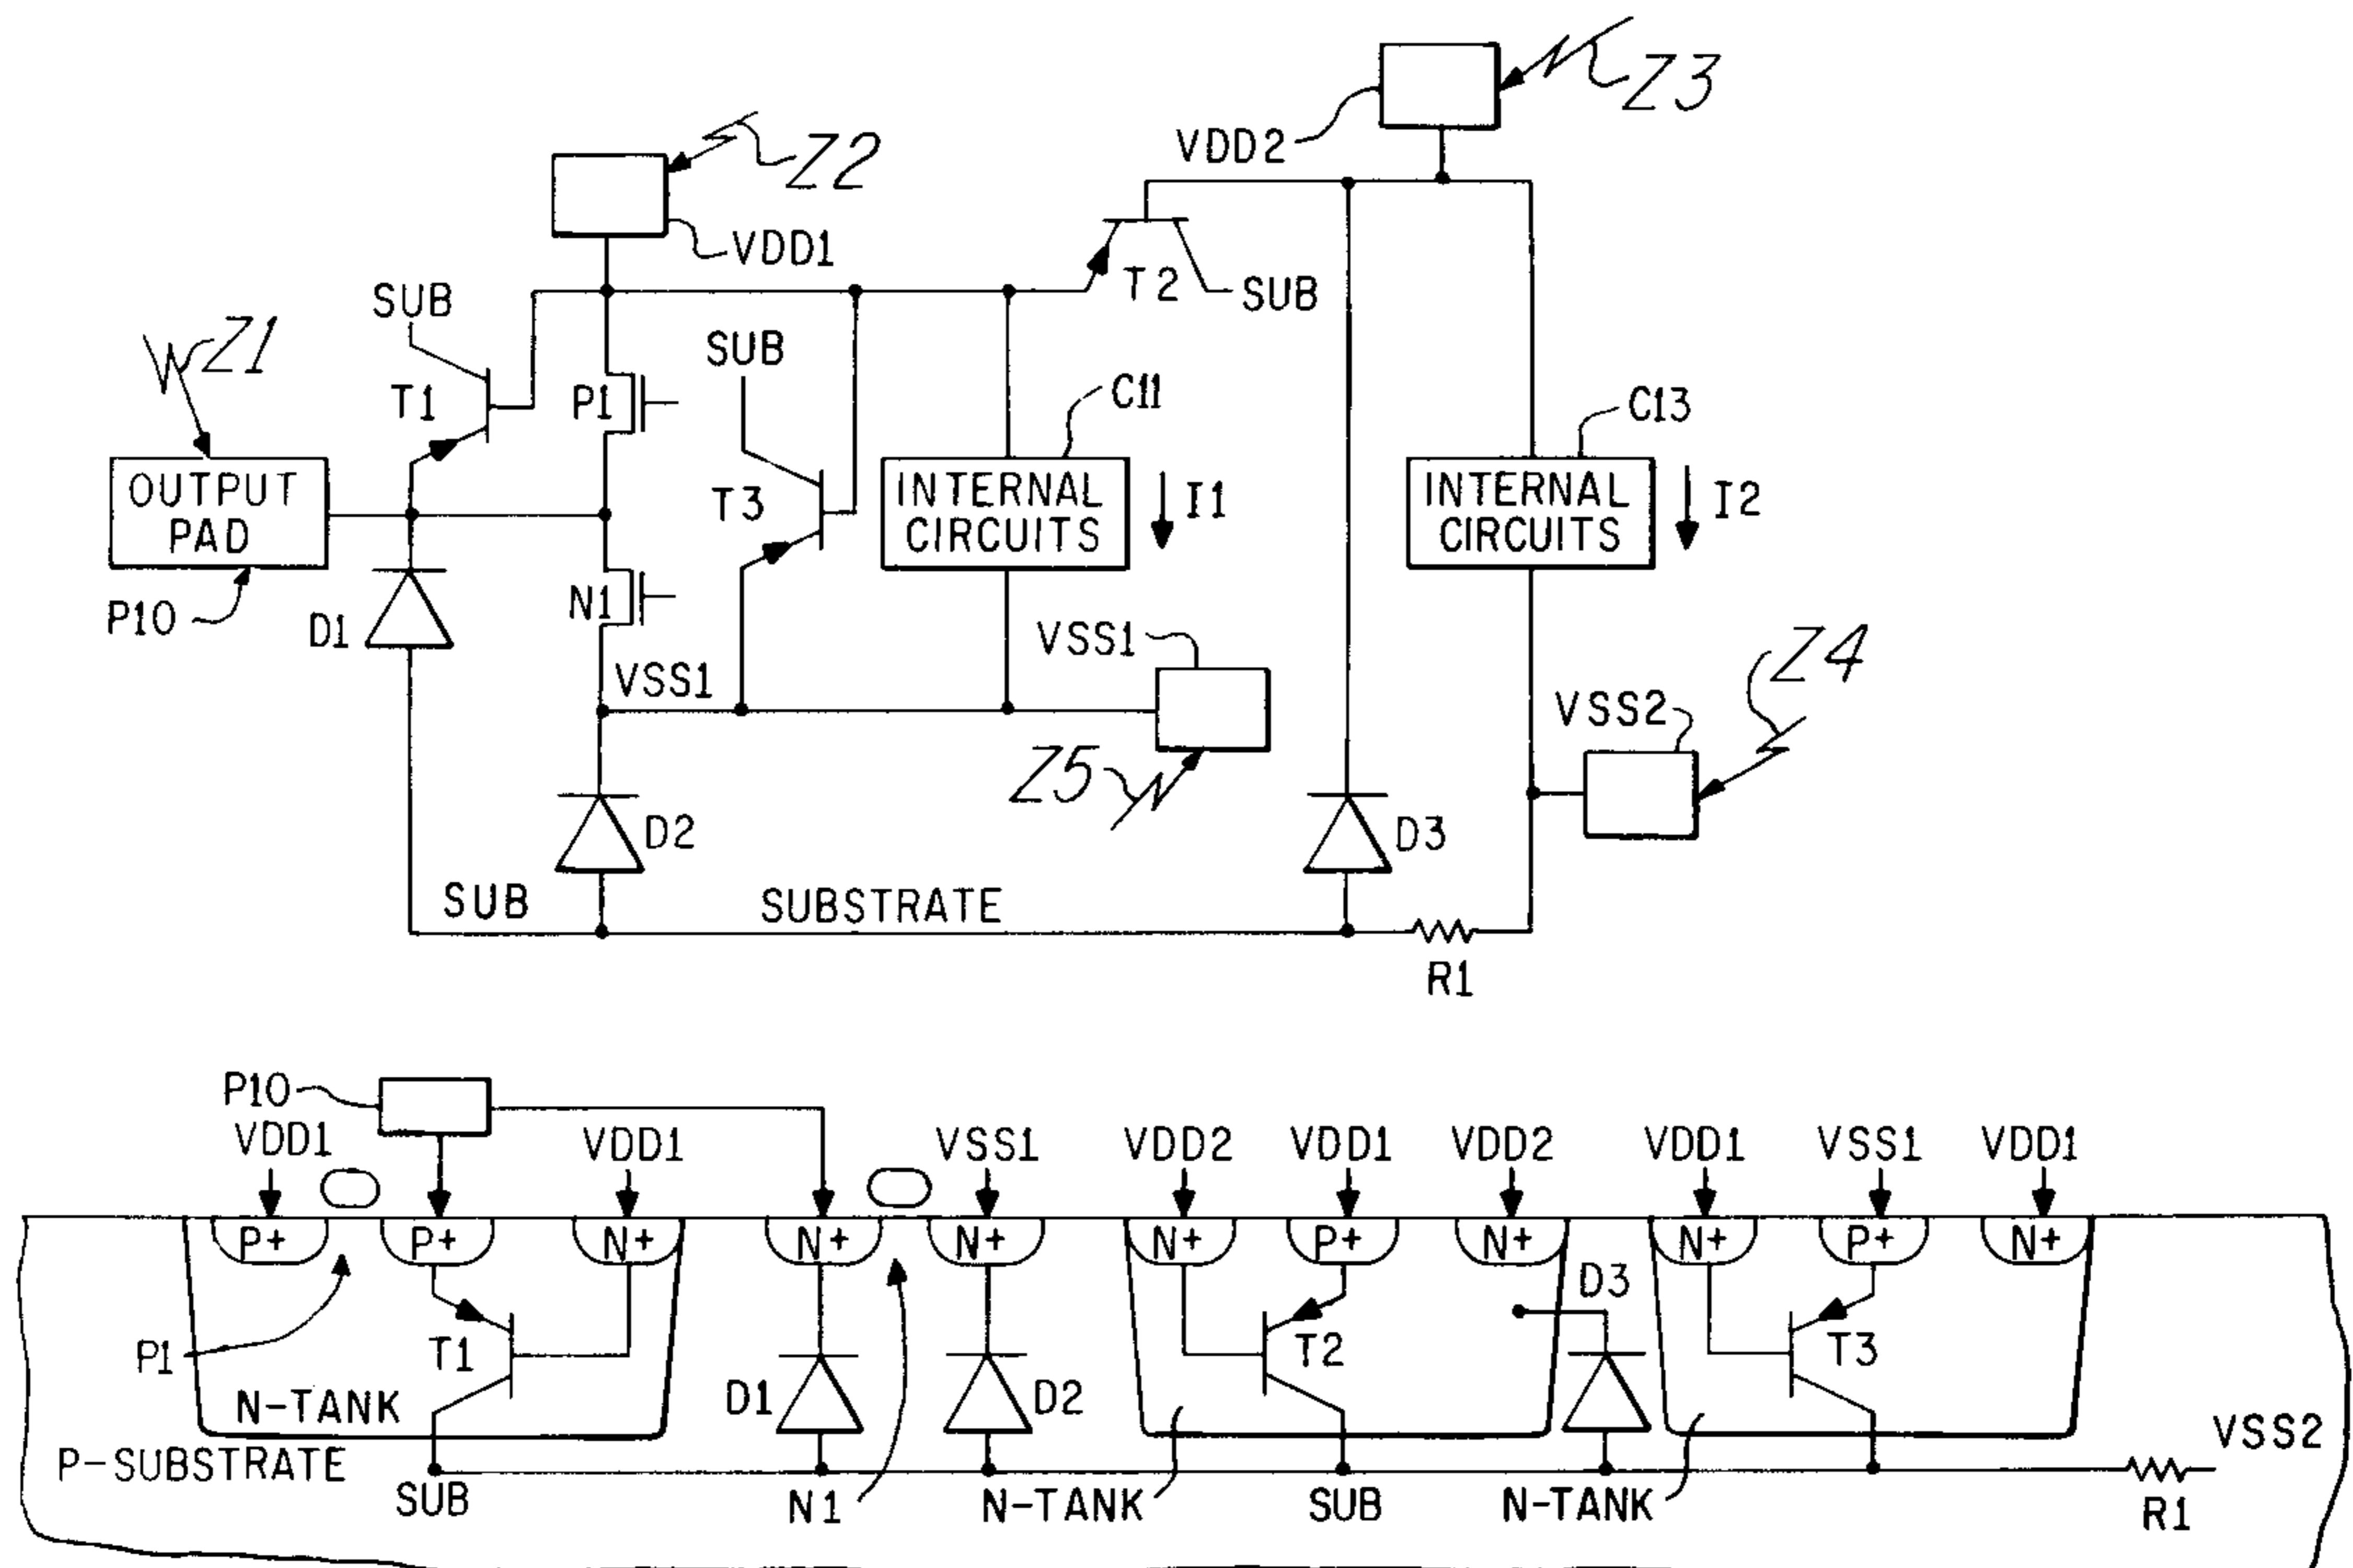 Z3
VDD2
Z2
VDD1
T2
SUB
SUB
Z1
T1
P1
SUB
C11
C13
OUTPUT
PAD
T3
INTERNAL
CIRCUITS
I1
INTERNAL
CIRCUITS
I2
P10
D1
N1
VSS1
VSS1
Z4
VSS2
Z5
D2
D3
SUB
SUBSTRATE
R1
P10
VDD1
VDD1
VSS1
VDD2
VDD1
VDD2
VDD1
VSS1
VDD1
P+
P+
N+
N+
N+
N+
P+
N+
N+
P+
N+
D3
P1
T1
T2
T3
N-TANK
D1
D2
P-SUBSTRATE
VSS2
SUB
N1
N-TANK
SUB
N-TANK
R1